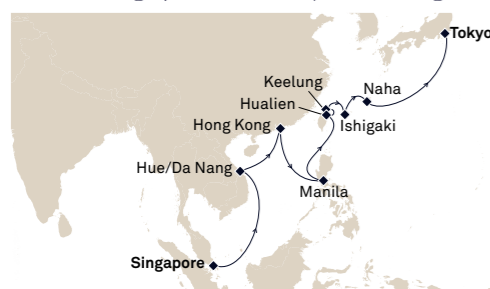 Tokyo
Keelung
Naha
Hualien
Hong Kong
Ishigaki
Hue/Da Nang
Manila
Singapore